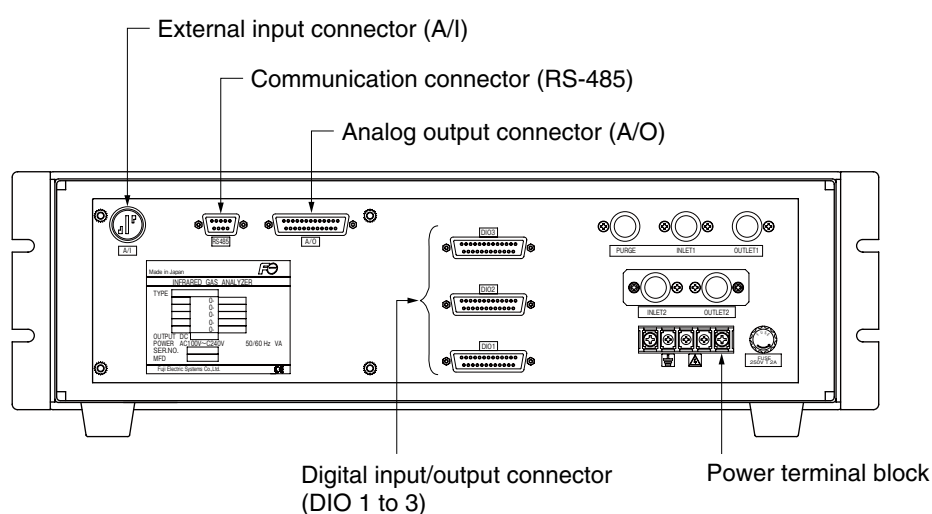 External input connector (A/I)
Communication connector (RS-485)
Analog output connector (A/O)
A/I
RS485
A/O
DIO3
DIO2
DIO1
PURGE INLET1 OUTLET1
INLET2 OUTLET2
FUSE
250V T 2A
Made in Japan
INFRARED GAS ANALYZER
TYPE
0-
0-
0-
0-
OUTPUT DC
POWER AC100V~C240V 50/60 Hz VA
SER.NO.
MFD
Fuji Electric Systems Co.,Ltd. CE
Digital input/output connector
(DIO 1 to 3)
Power terminal block